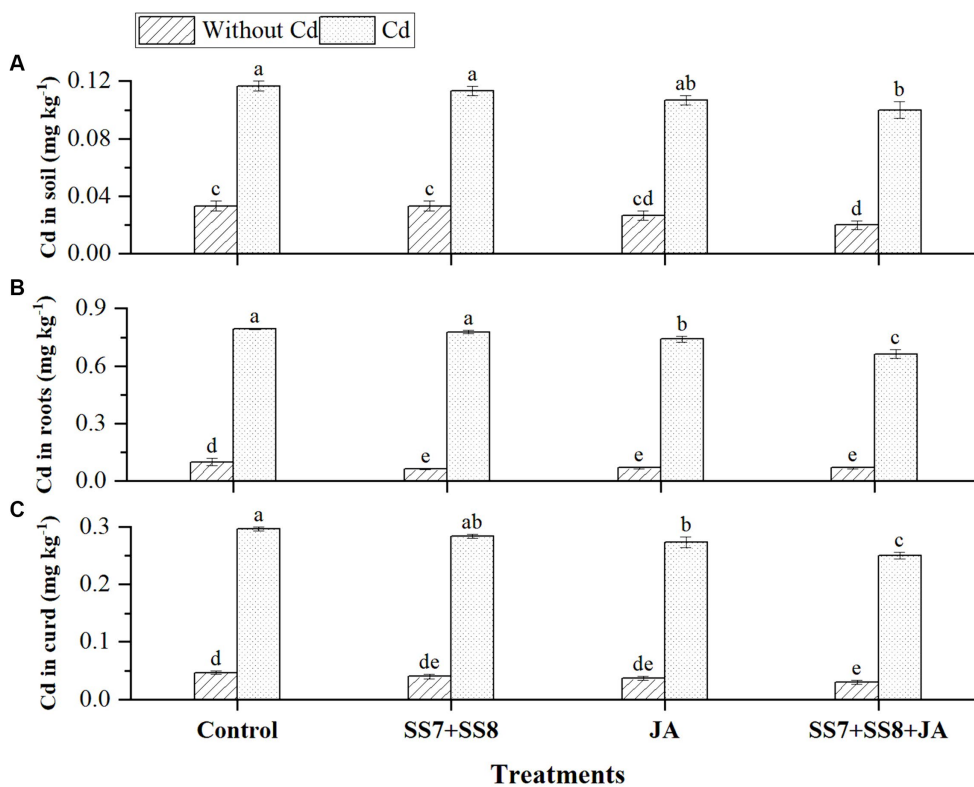 Without Cd Cd
A
Cd in soil (mg kg⁻¹)
0.12
0.08
0.04
0.00
a
a
ab
b
c
c
cd
d
B
Cd in roots (mg kg⁻¹)
0.9
0.6
0.3
0.0
a
a
b
c
d
e
e
e
C
Cd in curd (mg kg⁻¹)
0.3
0.2
0.1
0.0
a
ab
b
c
d
de
de
e
Control SS7+SS8 JA SS7+SS8+JA
Treatments